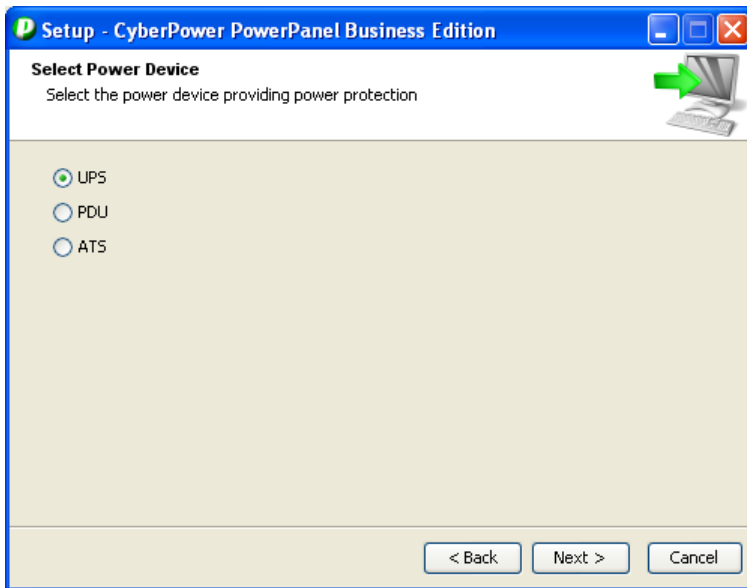 Setup - CyberPower PowerPanel Business Edition
Select Power Device
Select the power device providing power protection
UPS
PDU
ATS
< Back
Next >
Cancel